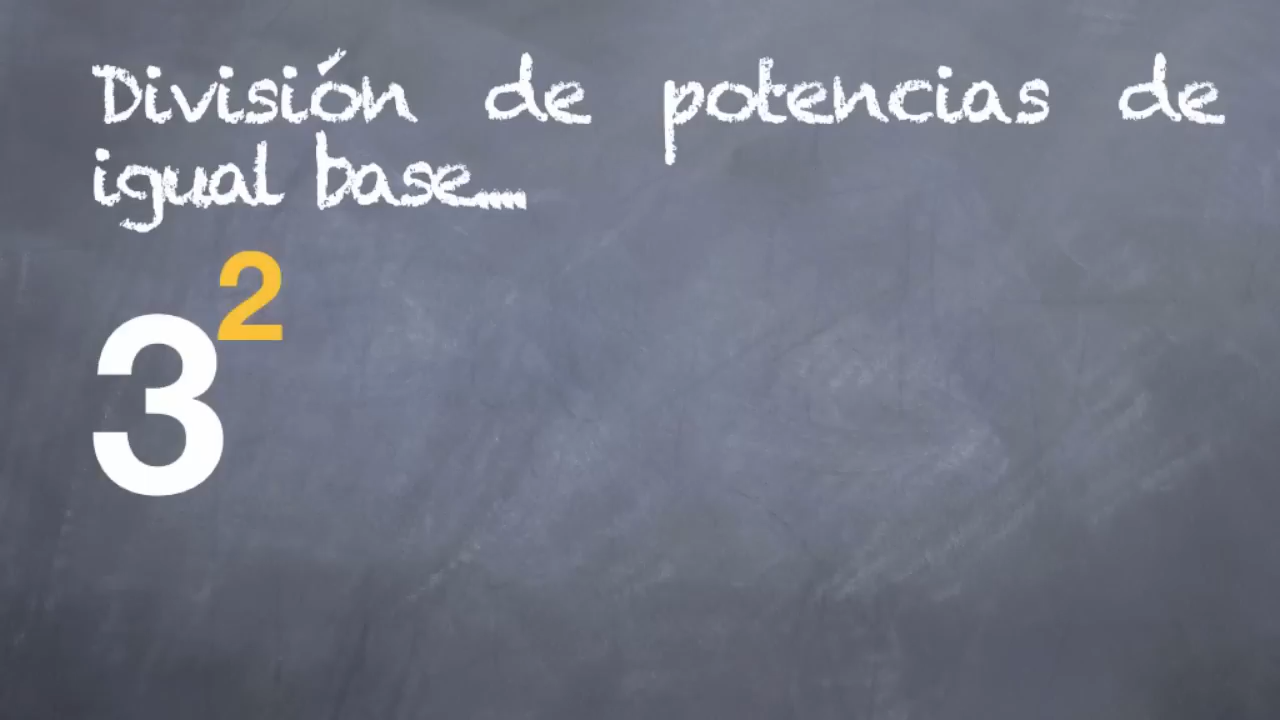 División de potencias de
igual base....
3²